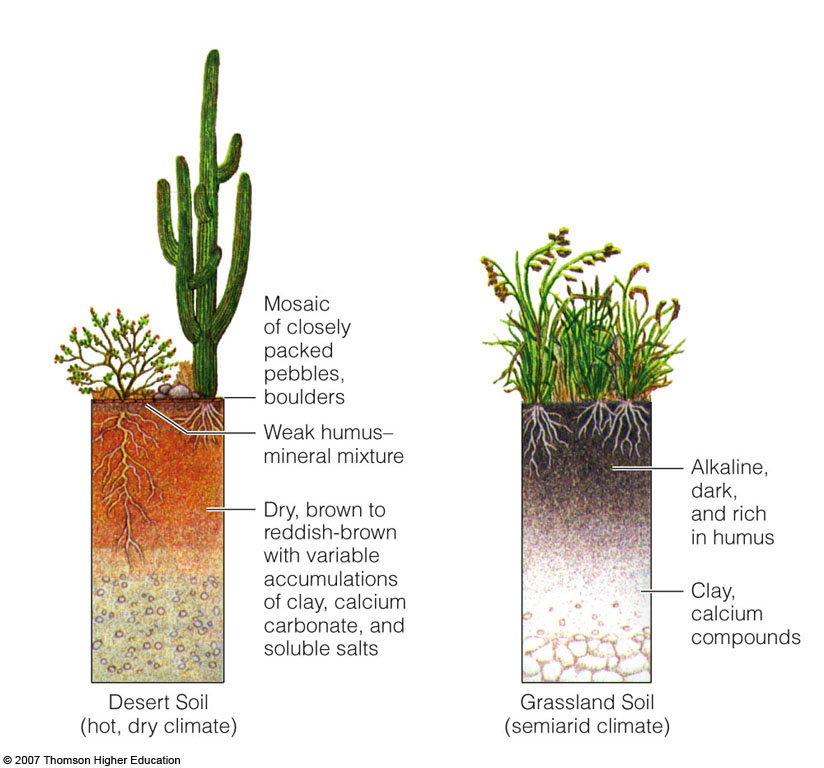 Mosaic
of closely
packed
pebbles,
boulders
Weak humus–
mineral mixture
Dry, brown to
reddish-brown
with variable
accumulations
of clay, calcium
carbonate, and
soluble salts
Desert Soil
(hot, dry climate)
Alkaline,
dark,
and rich
in humus
Clay,
calcium
compounds
Grassland Soil
(semiarid climate)
© 2007 Thomson Higher Education